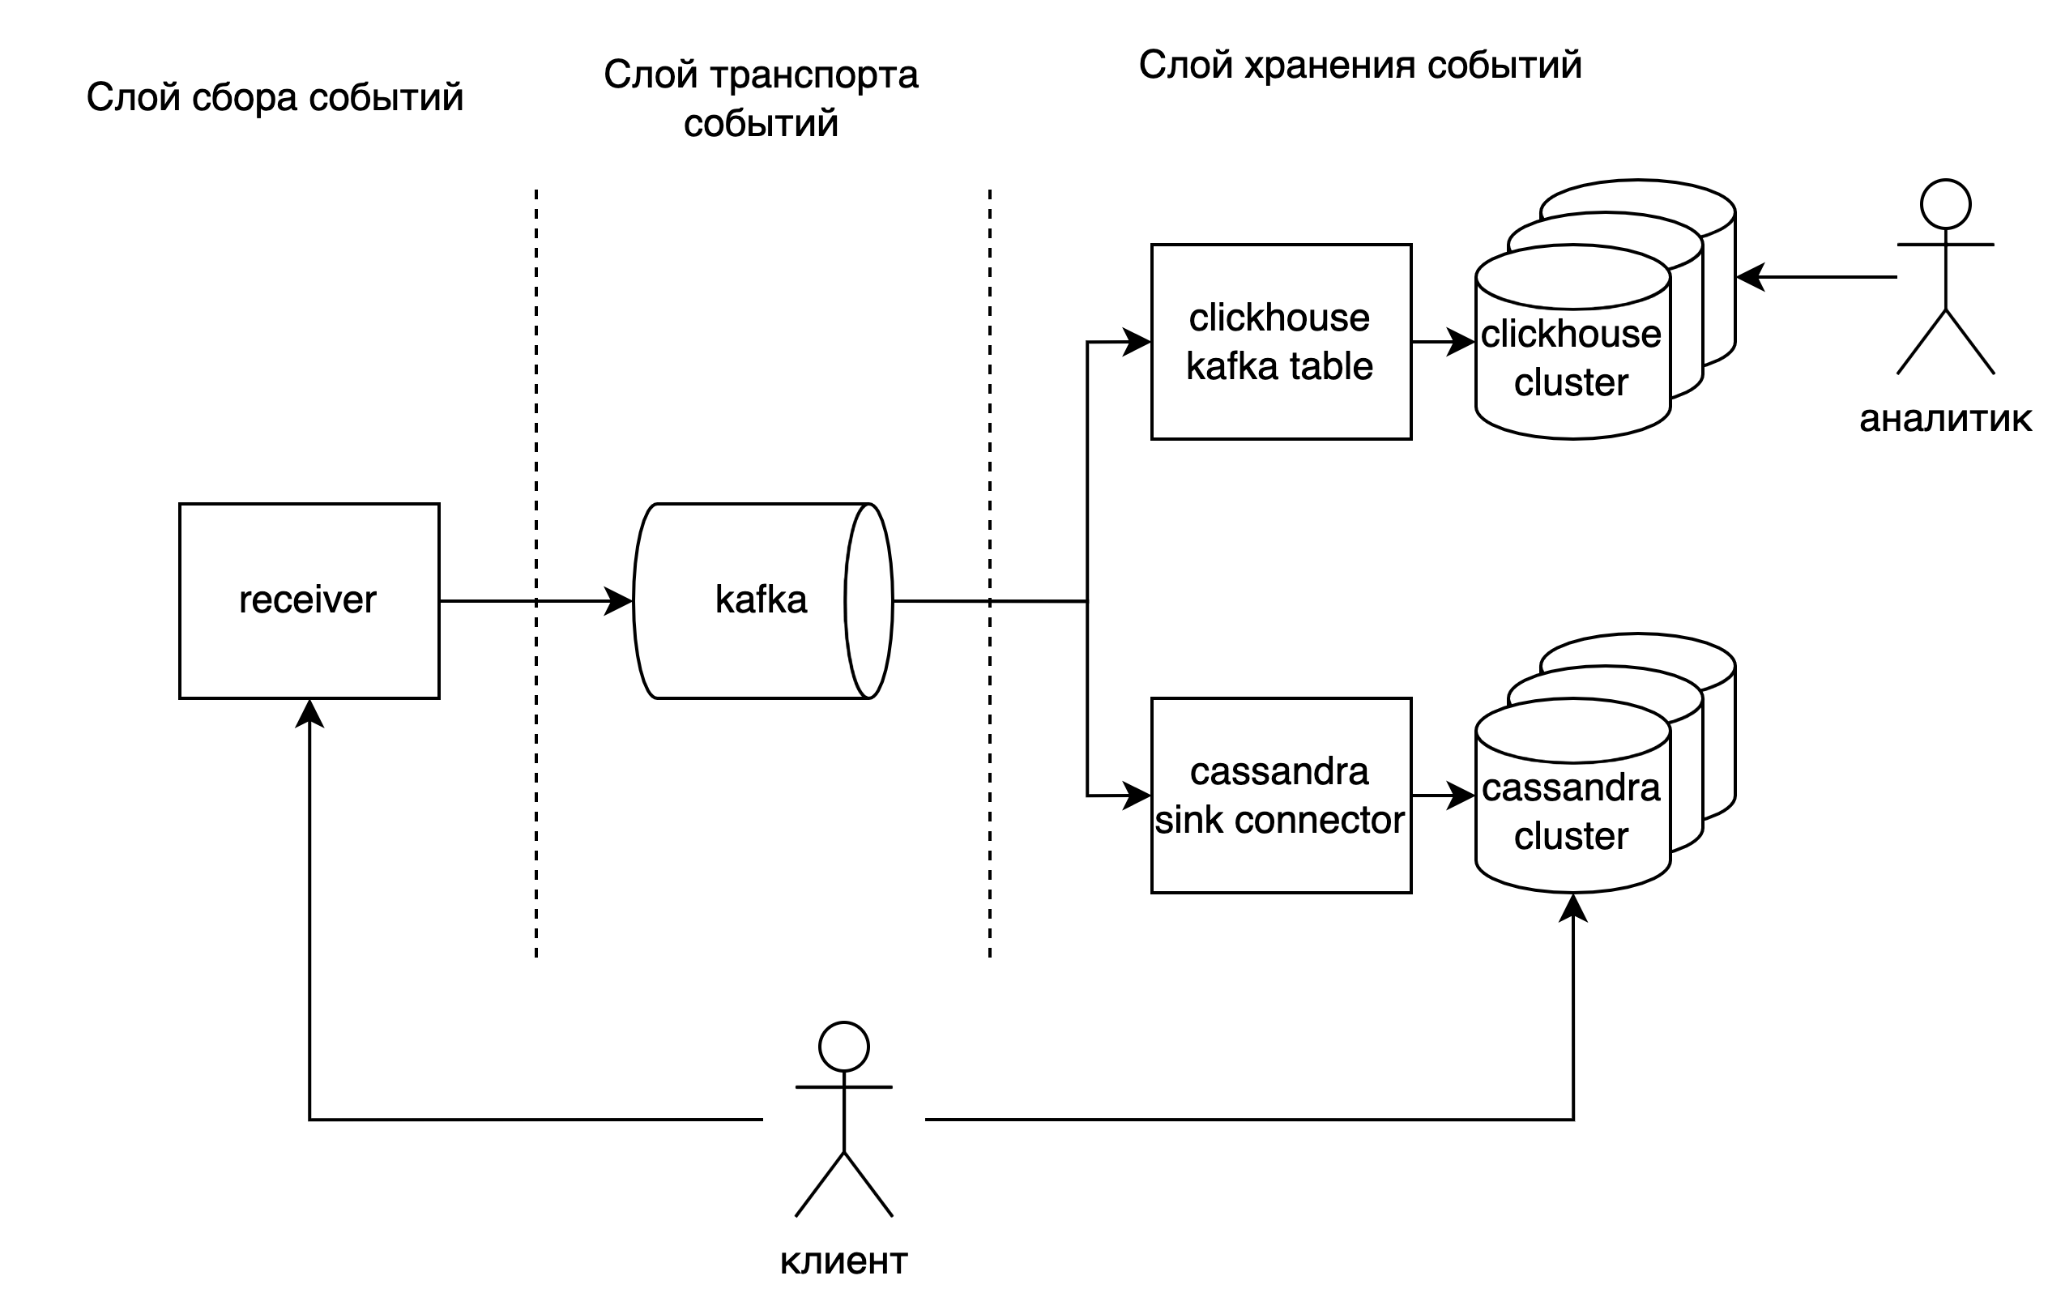 Слой сбора событий
Слой транспорта
событий
Слой хранения событий
clickhouse
kafka table
clickhouse
cluster
аналитик
receiver
kafka
cassandra
sink connector
cassandra
cluster
клиент